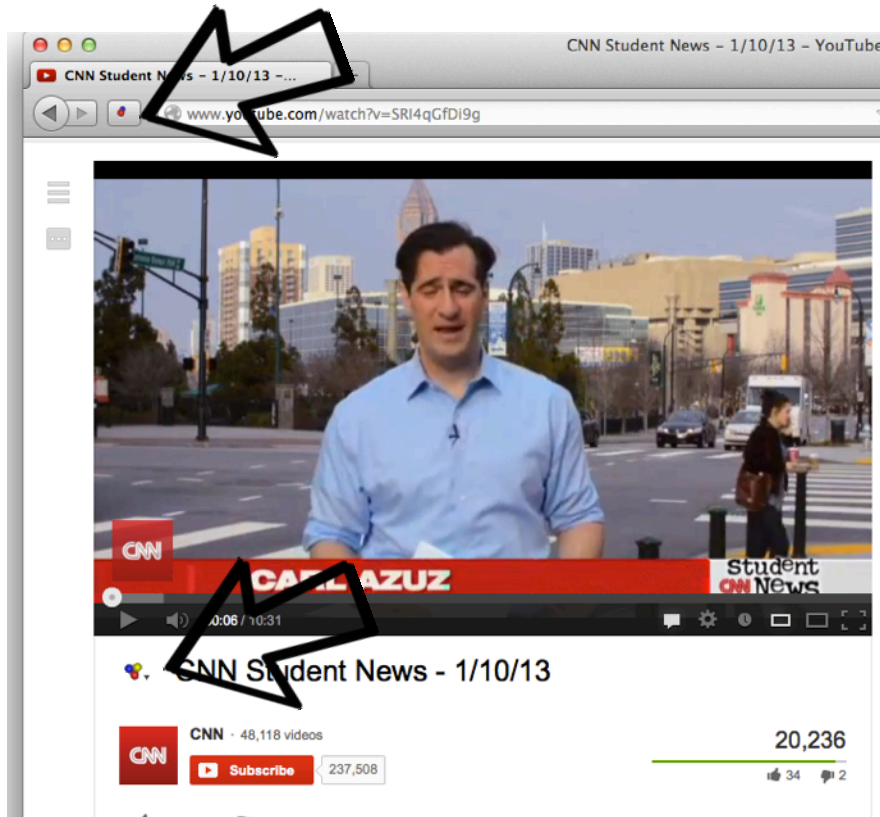 CNN Student News – 1/10/13 – YouTube
CNN Student News – 1/10/13 –...
www.youtube.com/watch?v=SRI4qGfDi9g
CNN
CARL AZUZ
student
CNN News
0:06 / 10:31
CNN Student News - 1/10/13
CNN · 48,118 videos
CNN
Subscribe
237,508
20,236
34
2